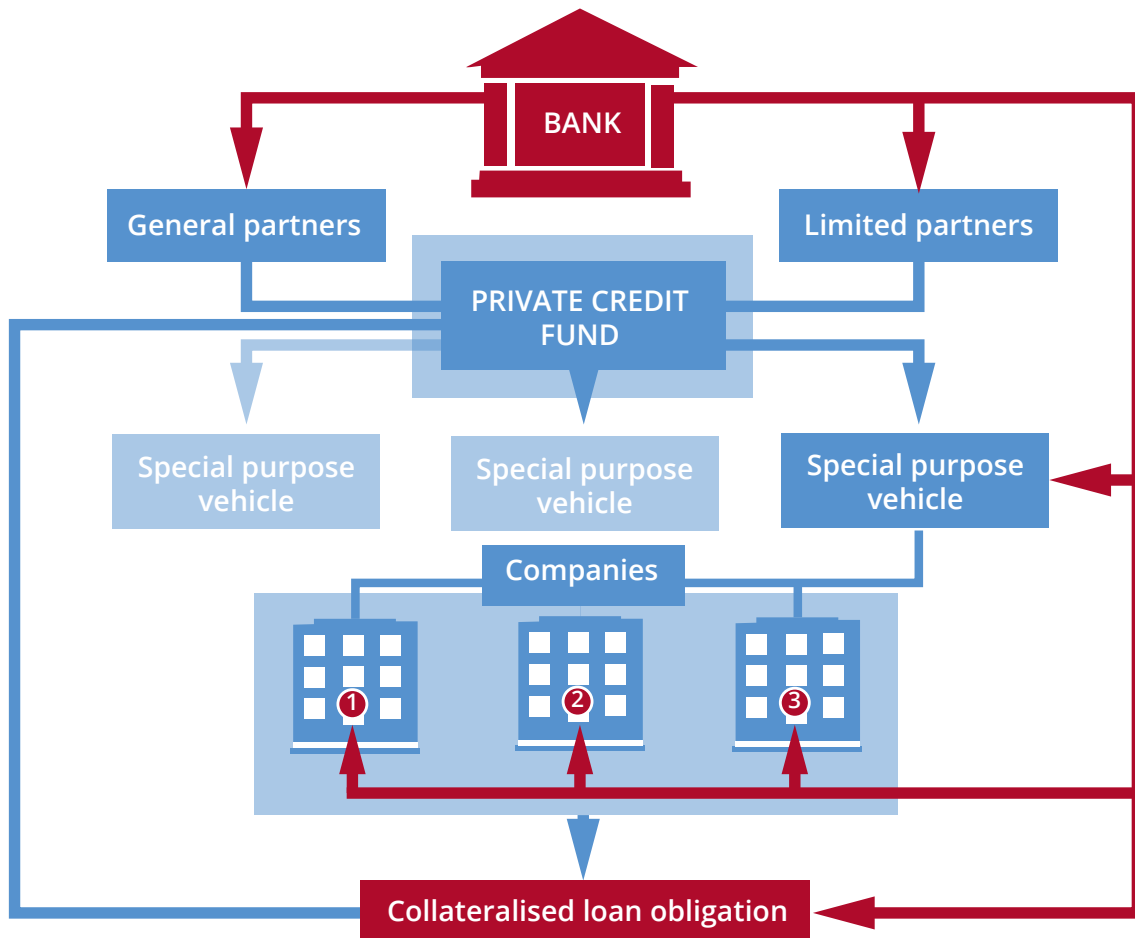 BANK
General partners
Limited partners
PRIVATE CREDIT
FUND
Special purpose
vehicle
Special purpose
vehicle
Special purpose
vehicle
Companies
1
2
3
Collateralised loan obligation